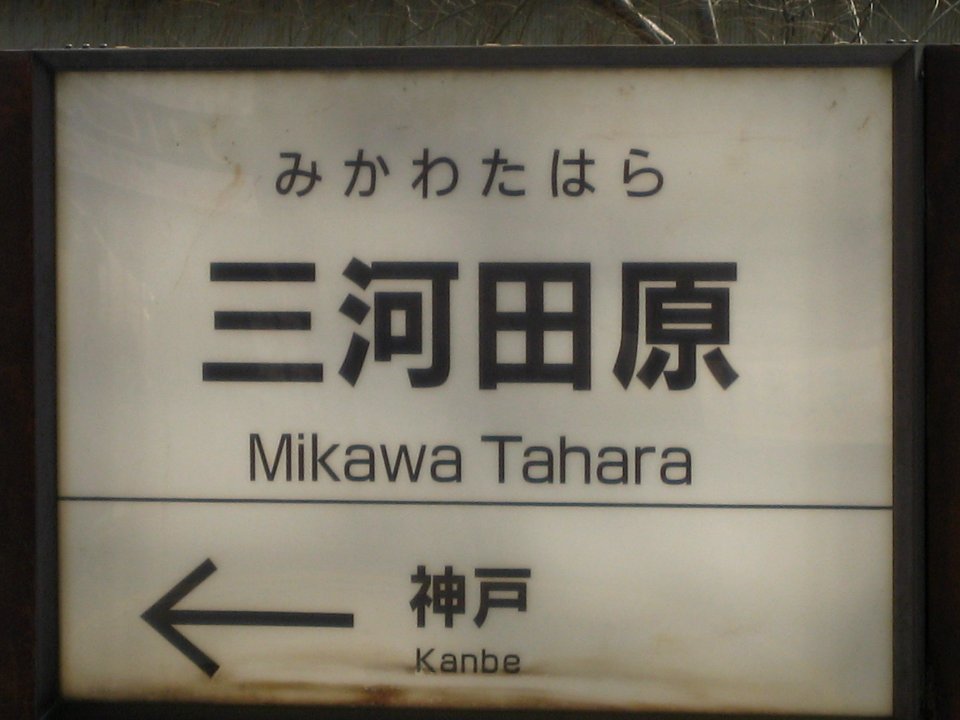 みかわたはら
三河田原
Mikawa Tahara
← 神戸
Kanbe